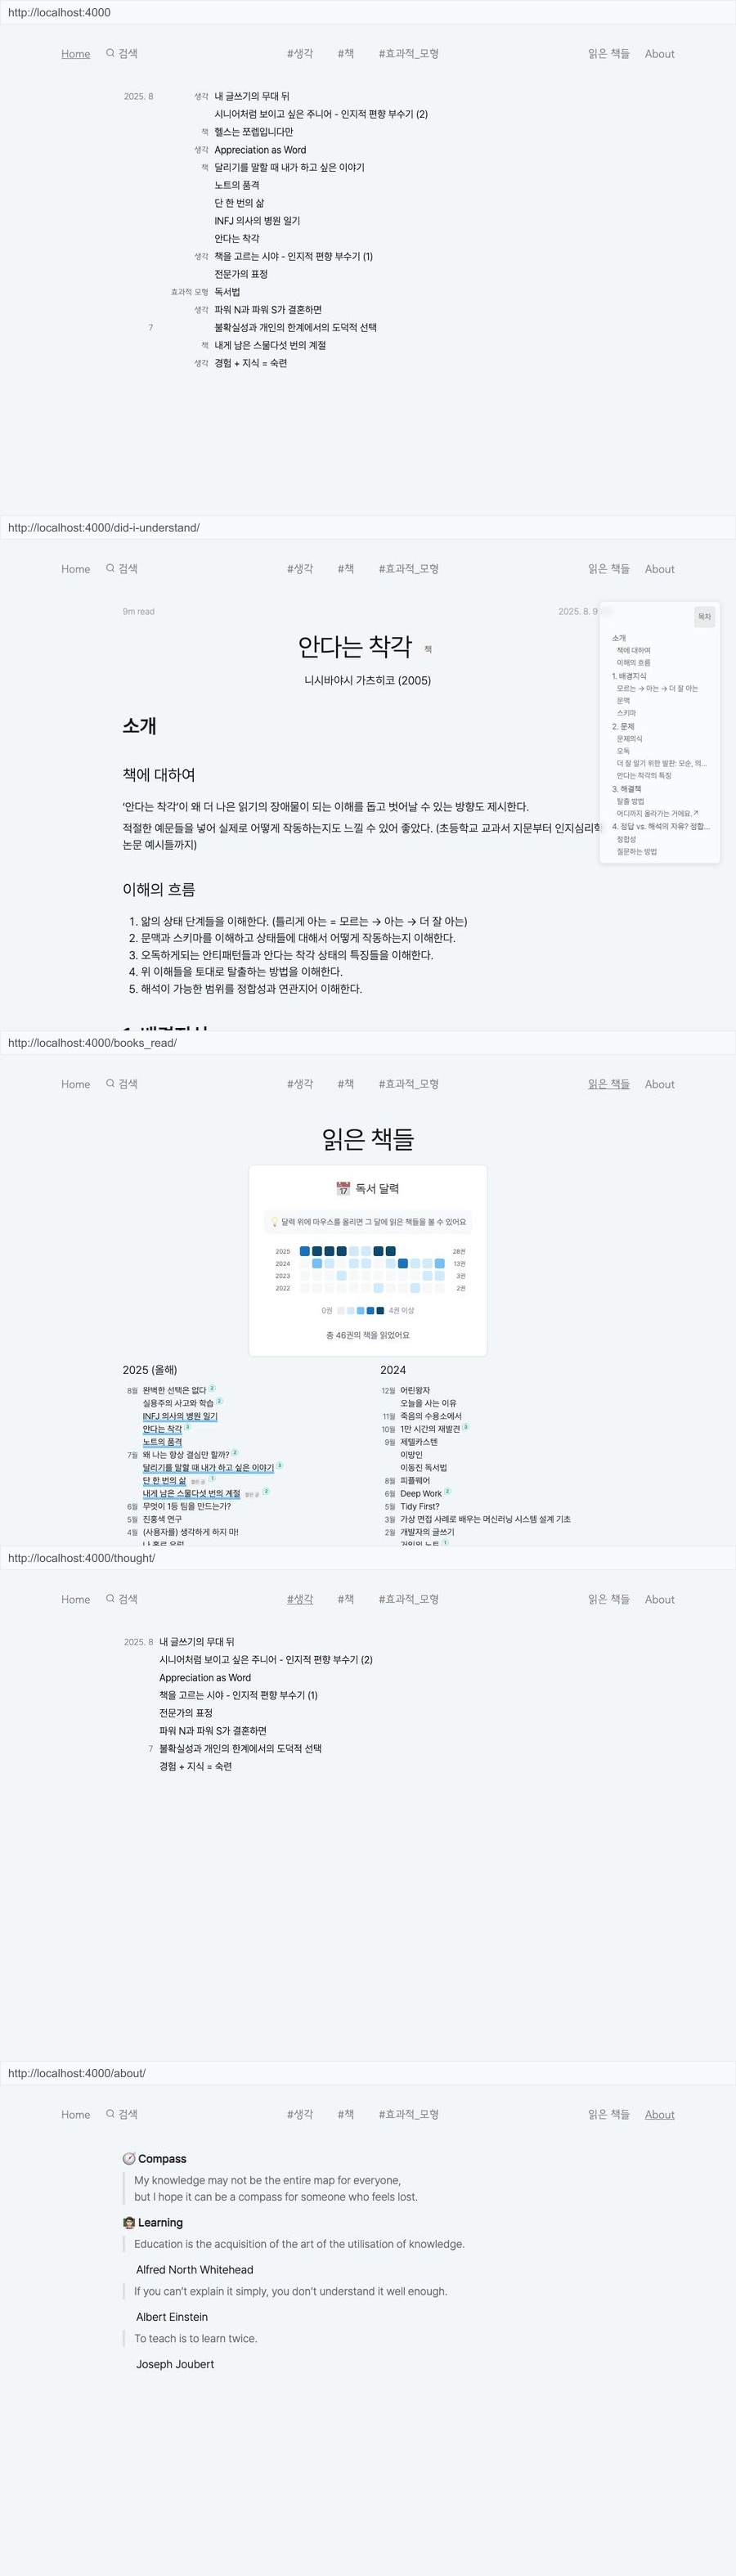 http://localhost:4000
Home 검색 #생각 #책 #효과적_모형 읽은 책들 About
2025. 8 생각 내 글쓰기의 무대 뒤
시니어처럼 보이고 싶은 주니어 - 인지적 편향 부수기 (2)
책 헬스는 쪼렙입니다만
생각 Appreciation as Word
책 달리기를 말할 때 내가 하고 싶은 이야기
노트의 품격
단 한 번의 삶
INFJ 의사의 병원 일기
안다는 착각
생각 책을 고르는 시야 - 인지적 편향 부수기 (1)
전문가의 표정
효과적 모형 독서법
생각 파워 N과 파워 S가 결혼하면
7 불확실성과 개인의 한계에서의 도덕적 선택
책 내게 남은 스물다섯 번의 계절
생각 경험 + 지식 = 숙련
http://localhost:4000/did-i-understand/
Home 검색 #생각 #책 #효과적_모형 읽은 책들 About
9m read 2025. 8. 9
안다는 착각 책
니시바야시 가츠히코 (2005)
소개
책에 대하여
‘안다는 착각’이 왜 더 나은 읽기의 장애물이 되는 이해를 돕고 벗어날 수 있는 방향도 제시한다.
적절한 예문들을 넣어 실제로 어떻게 작동하는지도 느낄 수 있어 좋았다. (초등학교 교과서 지문부터 인지심리학
논문 예시들까지)
이해의 흐름
1. 앎의 상태 단계들을 이해한다. (틀리게 아는 = 모르는 → 아는 → 더 잘 아는)
2. 문맥과 스키마를 이해하고 상태들에 대해서 어떻게 작동하는지 이해한다.
3. 오독하게되는 안티패턴들과 안다는 착각 상태의 특징들을 이해한다.
4. 위 이해들을 토대로 탈출하는 방법을 이해한다.
5. 해석이 가능한 범위를 정합성과 연관지어 이해한다.
1. 배경지식
목차
소개
책에 대하여
이해의 흐름
1. 배경지식
모르는 → 아는 → 더 잘 아는
문맥
스키마
2. 문제
문제의식
오독
더 잘 알기 위한 발판: 모순, 의...
안다는 착각의 특징
3. 해결책
탈출 방법
어디까지 올라가는 거예요.↗
4. 정답 vs. 해석의 자유? 정합...
정합성
질문하는 방법
http://localhost:4000/books_read/
Home 검색 #생각 #책 #효과적_모형 읽은 책들 About
읽은 책들
📅 독서 달력
💡 달력 위에 마우스를 올리면 그 달에 읽은 책들을 볼 수 있어요
2025 28권
2024 13권
2023 3권
2022 2권
0권 4권 이상
총 46권의 책을 읽었어요
2025 (올해)
8월 완벽한 선택은 없다 2
실용주의 사고와 학습 2
INFJ 의사의 병원 일기
안다는 착각 3
노트의 품격
7월 왜 나는 항상 결심만 할까? 2
달리기를 말할 때 내가 하고 싶은 이야기 3
단 한 번의 삶 짧은 글 1
내게 남은 스물다섯 번의 계절 짧은 글 2
6월 무엇이 1등 팀을 만드는가?
5월 진홍색 연구
4월 (사용자를) 생각하게 하지 마!
2024
12월 어린왕자
오늘을 사는 이유
11월 죽음의 수용소에서
10월 1만 시간의 재발견 3
9월 제텔카스텐
이방인
이동진 독서법
8월 피플웨어
6월 Deep Work 2
5월 Tidy First?
3월 가상 면접 사례로 배우는 머신러닝 시스템 설계 기초
2월 개발자의 글쓰기
거인의 노트 1
http://localhost:4000/thought/
Home 검색 #생각 #책 #효과적_모형 읽은 책들 About
2025. 8 내 글쓰기의 무대 뒤
시니어처럼 보이고 싶은 주니어 - 인지적 편향 부수기 (2)
Appreciation as Word
책을 고르는 시야 - 인지적 편향 부수기 (1)
전문가의 표정
파워 N과 파워 S가 결혼하면
7 불확실성과 개인의 한계에서의 도덕적 선택
경험 + 지식 = 숙련
http://localhost:4000/about/
Home 검색 #생각 #책 #효과적_모형 읽은 책들 About
🧭 Compass
My knowledge may not be the entire map for everyone,
but I hope it can be a compass for someone who feels lost.
👩🏻‍🏫 Learning
Education is the acquisition of the art of the utilisation of knowledge.
Alfred North Whitehead
If you can’t explain it simply, you don’t understand it well enough.
Albert Einstein
To teach is to learn twice.
Joseph Joubert